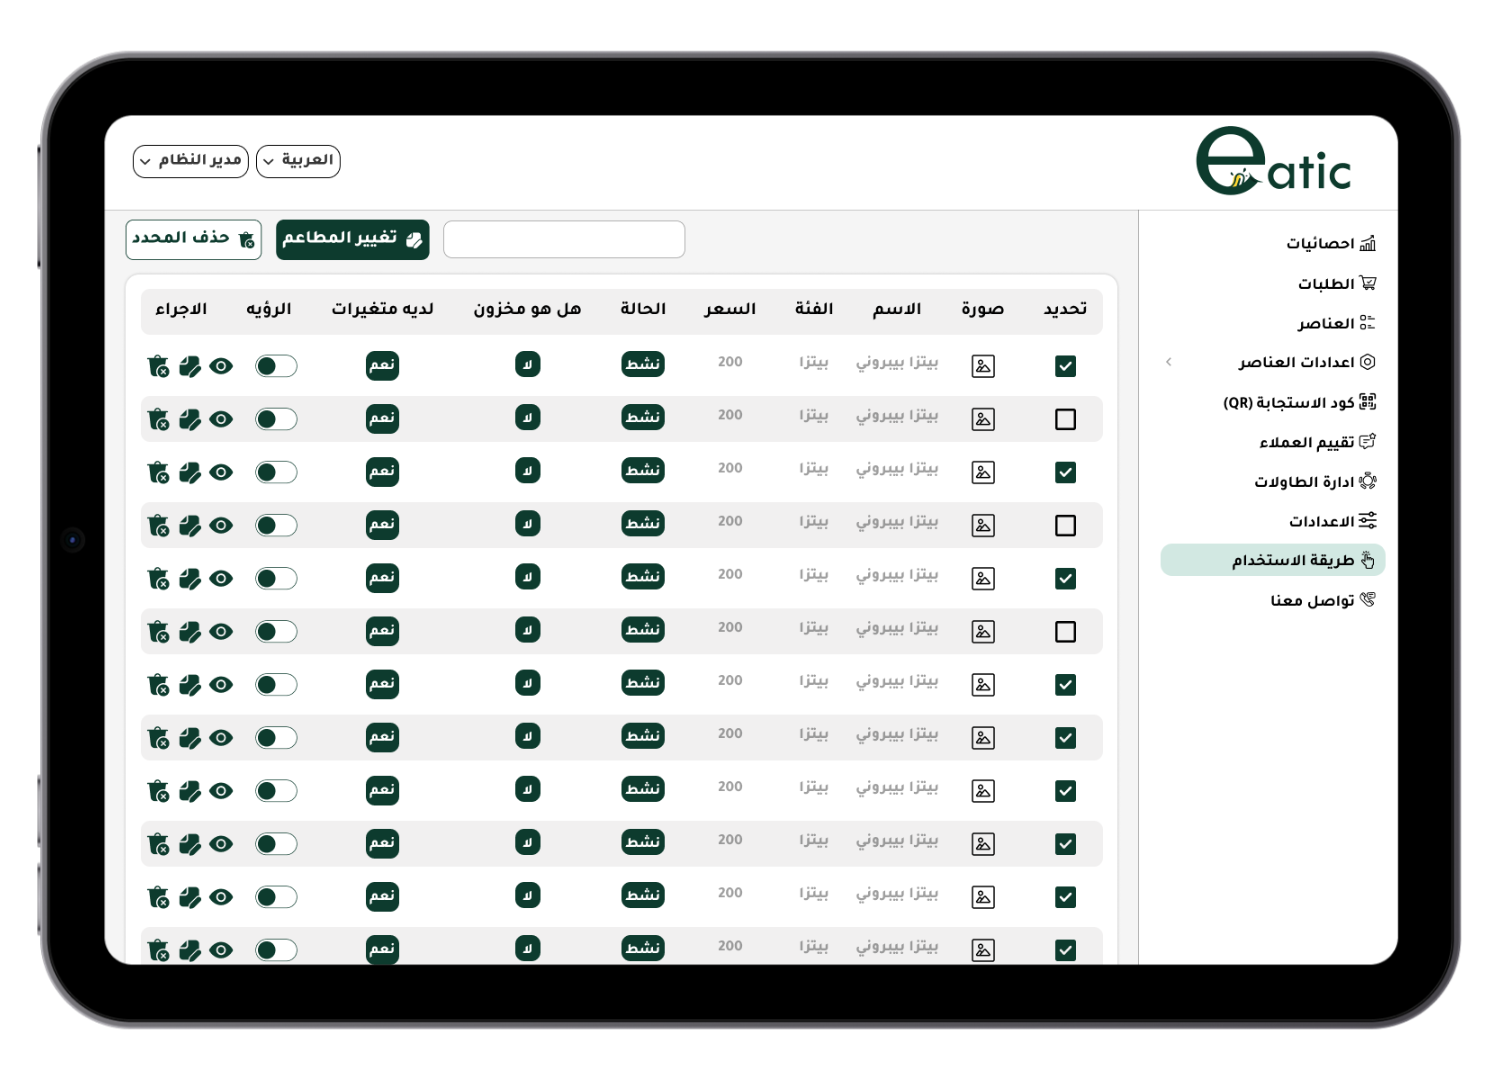 eatic
العربية
مدير النظام
تغيير المطاعم
حذف المحدد
احصائيات
الطلبات
العناصر
اعدادات العناصر
كود الاستجابة (QR)
تقييم العملاء
ادارة الطاولات
الاعدادات
طريقة الاستخدام
تواصل معنا
تحديد صورة الاسم الفئة السعر الحالة هل هو مخزون لديه متغيرات الرؤيه الاجراء
بيتزا بيبروني بيتزا 200 نشط لا نعم
بيتزا بيبروني بيتزا 200 نشط لا نعم
بيتزا بيبروني بيتزا 200 نشط لا نعم
بيتزا بيبروني بيتزا 200 نشط لا نعم
بيتزا بيبروني بيتزا 200 نشط لا نعم
بيتزا بيبروني بيتزا 200 نشط لا نعم
بيتزا بيبروني بيتزا 200 نشط لا نعم
بيتزا بيبروني بيتزا 200 نشط لا نعم
بيتزا بيبروني بيتزا 200 نشط لا نعم
بيتزا بيبروني بيتزا 200 نشط لا نعم
بيتزا بيبروني بيتزا 200 نشط لا نعم
بيتزا بيبروني بيتزا 200 نشط لا نعم